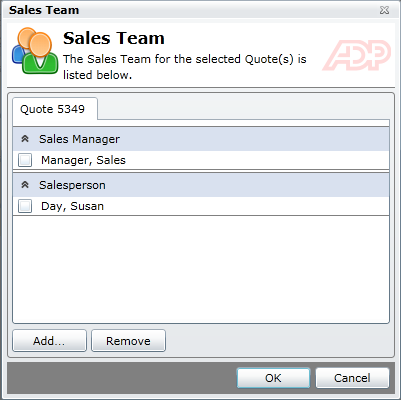 Sales Team
Sales Team
The Sales Team for the selected Quote(s) is
listed below.
ADP
Quote 5349
Sales Manager
Manager, Sales
Salesperson
Day, Susan
Add...
Remove
OK
Cancel